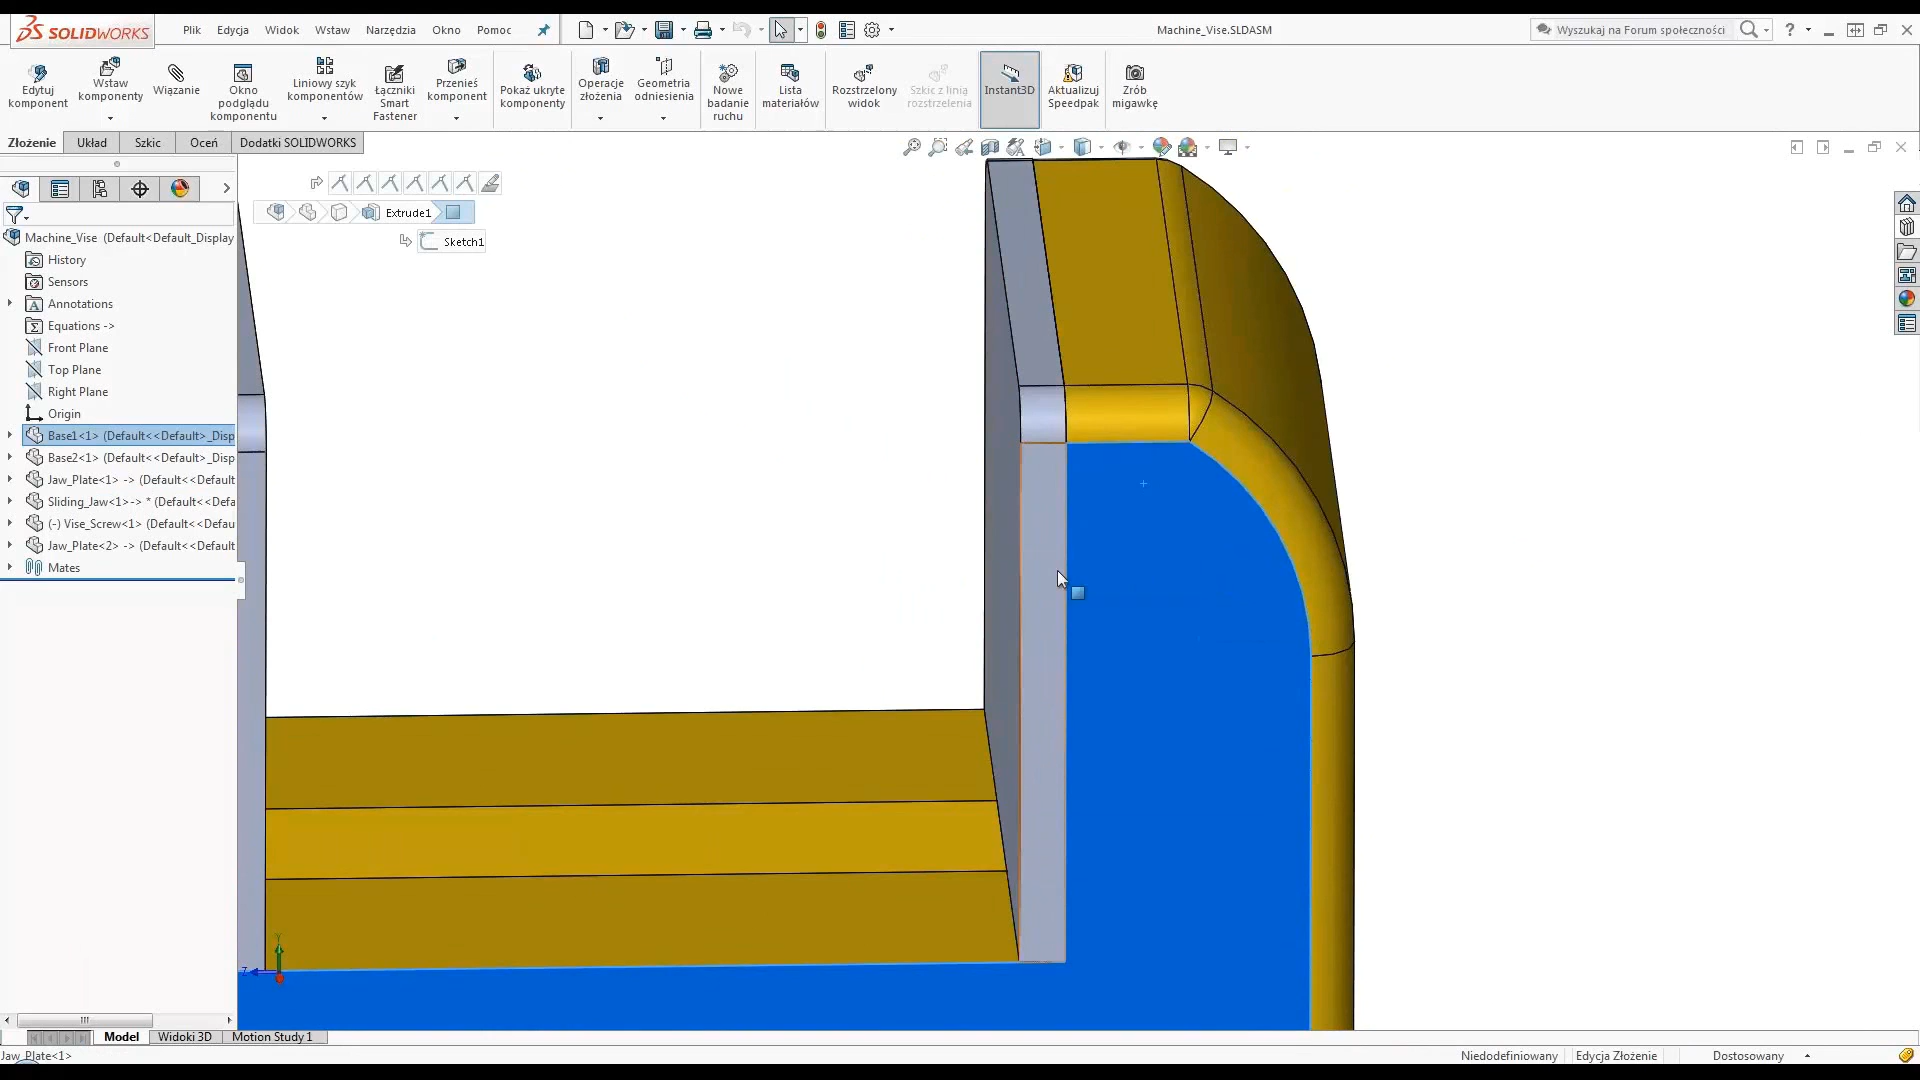 SOLIDWORKS
Plik Edycja Widok Wstaw Narzędzia Okno Pomoc
Machine_Vise.SLDASM
Wyszukaj na Forum społeczności
?
Edytuj komponent
Wstaw komponenty
Wiązanie
Okno podglądu komponentu
Liniowy szyk komponentów
Łączniki Smart Fastener
Przenieś komponent
Pokaż ukryte komponenty
Operacje złożenia
Geometria odniesienia
Nowe badanie ruchu
Lista materiałów
Rozstrzelony widok
Szkic z linią rozstrzelenia
Instant3D
Aktualizuj Speedpak
Zrób migawkę
Złożenie Układ Szkic Oceń Dodatki SOLIDWORKS
Extrude1
Sketch1
Machine_Vise (Default<Default_Display
History
Sensors
Annotations
Equations ->
Front Plane
Top Plane
Right Plane
Origin
Base1<1> (Default<<Default>_Disp
Base2<1> (Default<<Default>_Disp
Jaw_Plate<1> -> (Default<<Default
Sliding_Jaw<1>-> * (Default<<Defa
(-) Vise_Screw<1> (Default<<Defau
Jaw_Plate<2> -> (Default<<Default
Mates
Y
Z
Model Widoki 3D Motion Study 1
Jaw_Plate<1>
Niedodefiniowany Edycja Złożenie Dostosowany